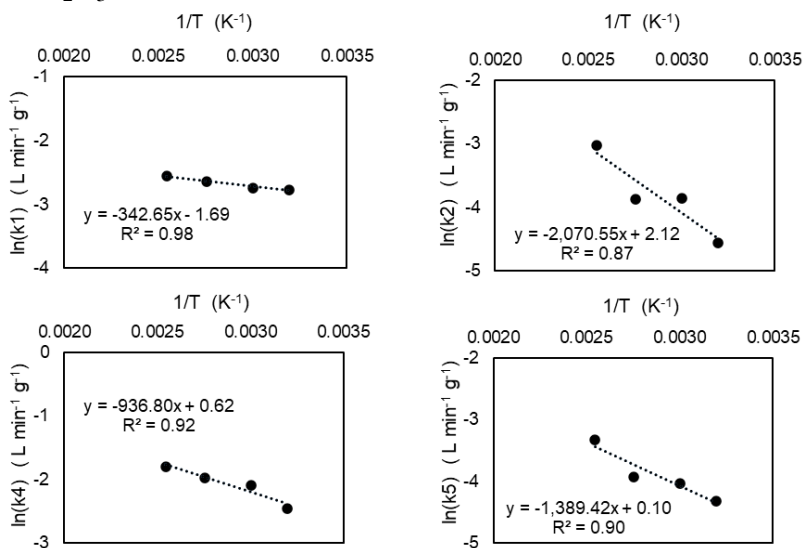 1/T (K⁻¹)
0.0020 0.0025 0.0030 0.0035
-1
-2
-3
-4
ln(k1) ( L min⁻¹ g⁻¹)
y = -342.65x - 1.69
R² = 0.98
1/T (K⁻¹)
0.0020 0.0025 0.0030 0.0035
-2
-3
-4
-5
ln(k2) ( L min⁻¹ g⁻¹)
y = -2,070.55x + 2.12
R² = 0.87
1/T (K⁻¹)
0.0020 0.0025 0.0030 0.0035
0
-1
-2
-3
ln(k4) ( L min⁻¹ g⁻¹)
y = -936.80x + 0.62
R² = 0.92
1/T (K⁻¹)
0.0020 0.0025 0.0030 0.0035
-2
-3
-4
-5
ln(k5) ( L min⁻¹ g⁻¹)
y = -1,389.42x + 0.10
R² = 0.90